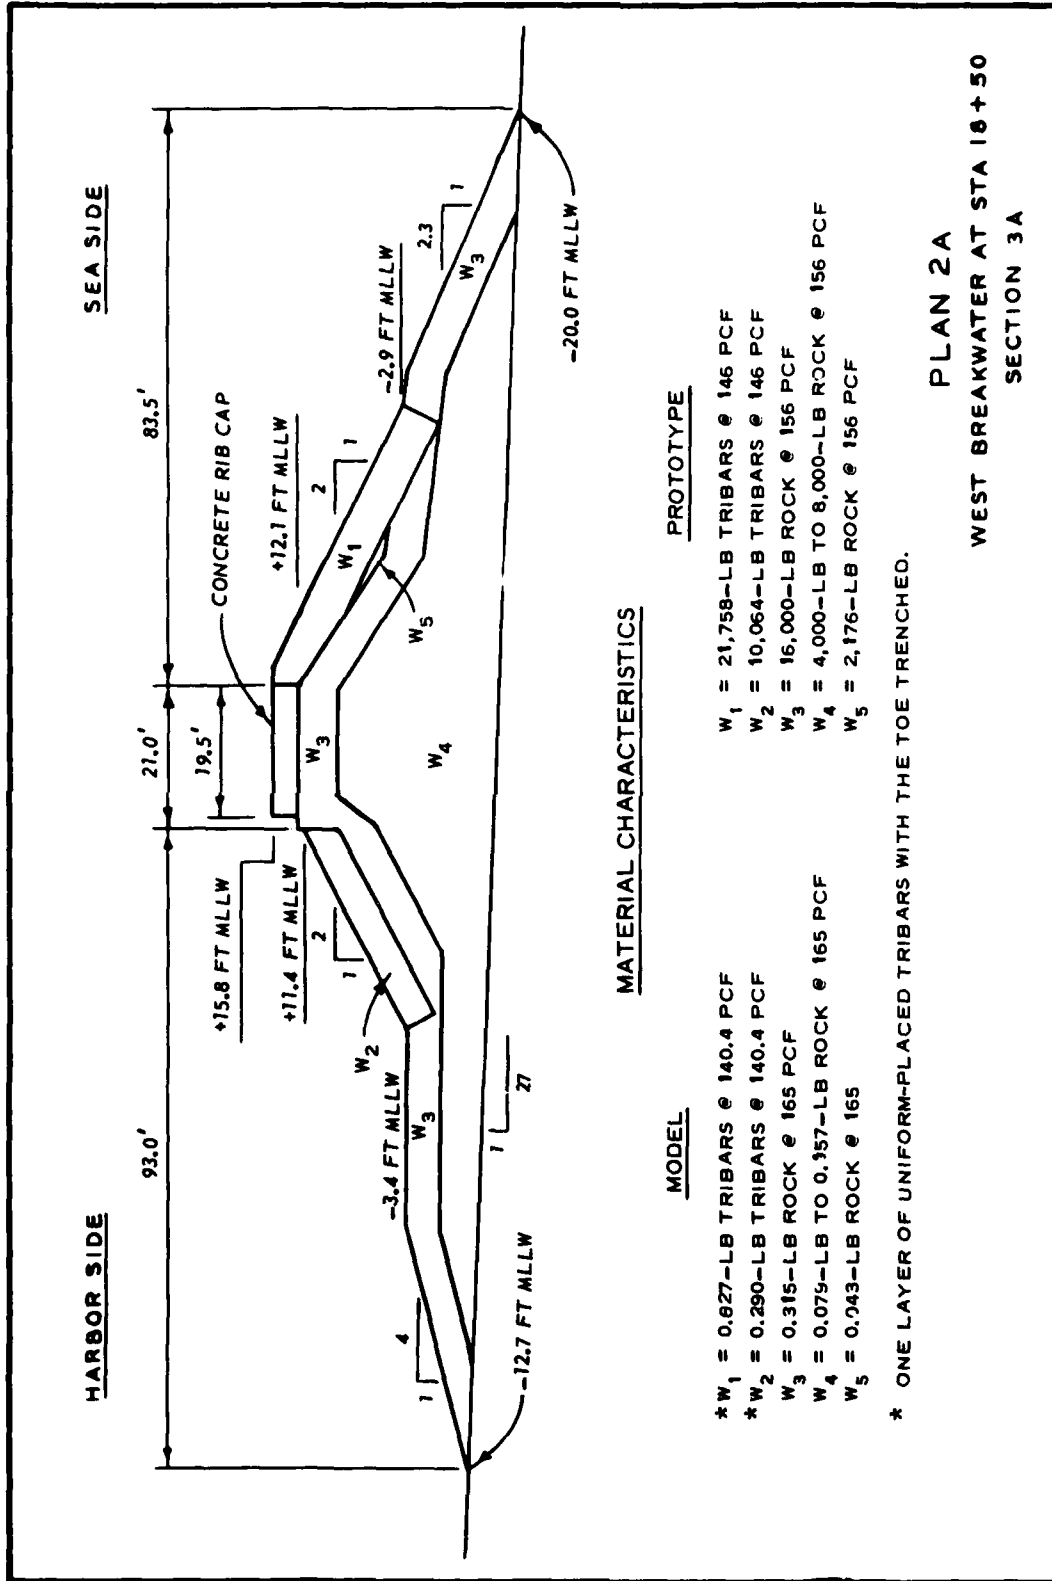 HARBOR SIDE
SEA SIDE
93.0'
21.0'
83.5'
19.5'
CONCRETE RIB CAP
+15.8 FT MLLW
+11.4 FT MLLW
+12.1 FT MLLW
2
1
2
1
-2.9 FT MLLW
2.3
1
W1
W2
W3
W3
W3
W4
W5
-3.4 FT MLLW
4
1
1
27
-12.7 FT MLLW
-20.0 FT MLLW
MATERIAL CHARACTERISTICS
MODEL
*W1 = 0.827-LB TRIBARS @ 140.4 PCF
*W2 = 0.290-LB TRIBARS @ 140.4 PCF
W3 = 0.315-LB ROCK @ 165 PCF
W4 = 0.079-LB TO 0.157-LB ROCK @ 165 PCF
W5 = 0.043-LB ROCK @ 165
PROTOTYPE
W1 = 21,758-LB TRIBARS @ 146 PCF
W2 = 10,064-LB TRIBARS @ 146 PCF
W3 = 16,000-LB ROCK @ 156 PCF
W4 = 4,000-LB TO 8,000-LB ROCK @ 156 PCF
W5 = 2,176-LB ROCK @ 156 PCF
* ONE LAYER OF UNIFORM-PLACED TRIBARS WITH THE TOE TRENCHED.
PLAN 2A
WEST BREAKWATER AT STA 18+50
SECTION 3A